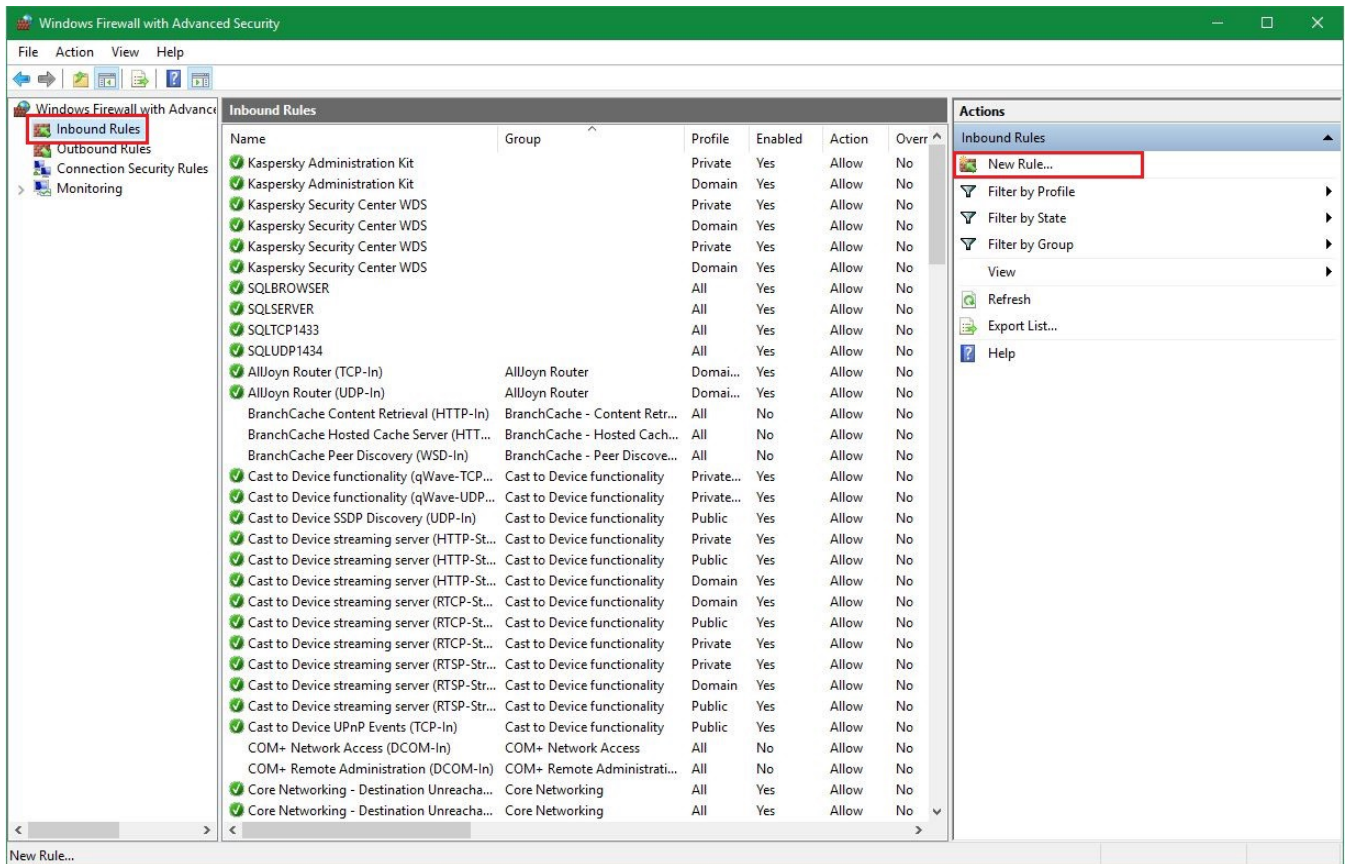 Windows Firewall with Advanced Security
File Action View Help
Windows Firewall with Advance
Inbound Rules
Outbound Rules
Connection Security Rules
Monitoring
Inbound Rules
Name Group Profile Enabled Action Overr
Kaspersky Administration Kit Private Yes Allow No
Kaspersky Administration Kit Domain Yes Allow No
Kaspersky Security Center WDS Private Yes Allow No
Kaspersky Security Center WDS Domain Yes Allow No
Kaspersky Security Center WDS Private Yes Allow No
Kaspersky Security Center WDS Domain Yes Allow No
SQLBROWSER All Yes Allow No
SQLSERVER All Yes Allow No
SQLTCP1433 All Yes Allow No
SQLUDP1434 All Yes Allow No
AllJoyn Router (TCP-In) AllJoyn Router Domai... Yes Allow No
AllJoyn Router (UDP-In) AllJoyn Router Domai... Yes Allow No
BranchCache Content Retrieval (HTTP-In) BranchCache - Content Retr... All No Allow No
BranchCache Hosted Cache Server (HTT... BranchCache - Hosted Cach... All No Allow No
BranchCache Peer Discovery (WSD-In) BranchCache - Peer Discove... All No Allow No
Cast to Device functionality (qWave-TCP... Cast to Device functionality Private... Yes Allow No
Cast to Device functionality (qWave-UDP... Cast to Device functionality Private... Yes Allow No
Cast to Device SSDP Discovery (UDP-In) Cast to Device functionality Public Yes Allow No
Cast to Device streaming server (HTTP-St... Cast to Device functionality Private Yes Allow No
Cast to Device streaming server (HTTP-St... Cast to Device functionality Public Yes Allow No
Cast to Device streaming server (HTTP-St... Cast to Device functionality Domain Yes Allow No
Cast to Device streaming server (RTCP-St... Cast to Device functionality Domain Yes Allow No
Cast to Device streaming server (RTCP-St... Cast to Device functionality Public Yes Allow No
Cast to Device streaming server (RTCP-St... Cast to Device functionality Private Yes Allow No
Cast to Device streaming server (RTSP-Str... Cast to Device functionality Private Yes Allow No
Cast to Device streaming server (RTSP-Str... Cast to Device functionality Domain Yes Allow No
Cast to Device streaming server (RTSP-Str... Cast to Device functionality Public Yes Allow No
Cast to Device UPnP Events (TCP-In) Cast to Device functionality Public Yes Allow No
COM+ Network Access (DCOM-In) COM+ Network Access All No Allow No
COM+ Remote Administration (DCOM-In) COM+ Remote Administrati... All No Allow No
Core Networking - Destination Unreacha... Core Networking All Yes Allow No
Core Networking - Destination Unreacha... Core Networking All Yes Allow No
Actions
Inbound Rules
New Rule...
Filter by Profile
Filter by State
Filter by Group
View
Refresh
Export List...
Help
New Rule...